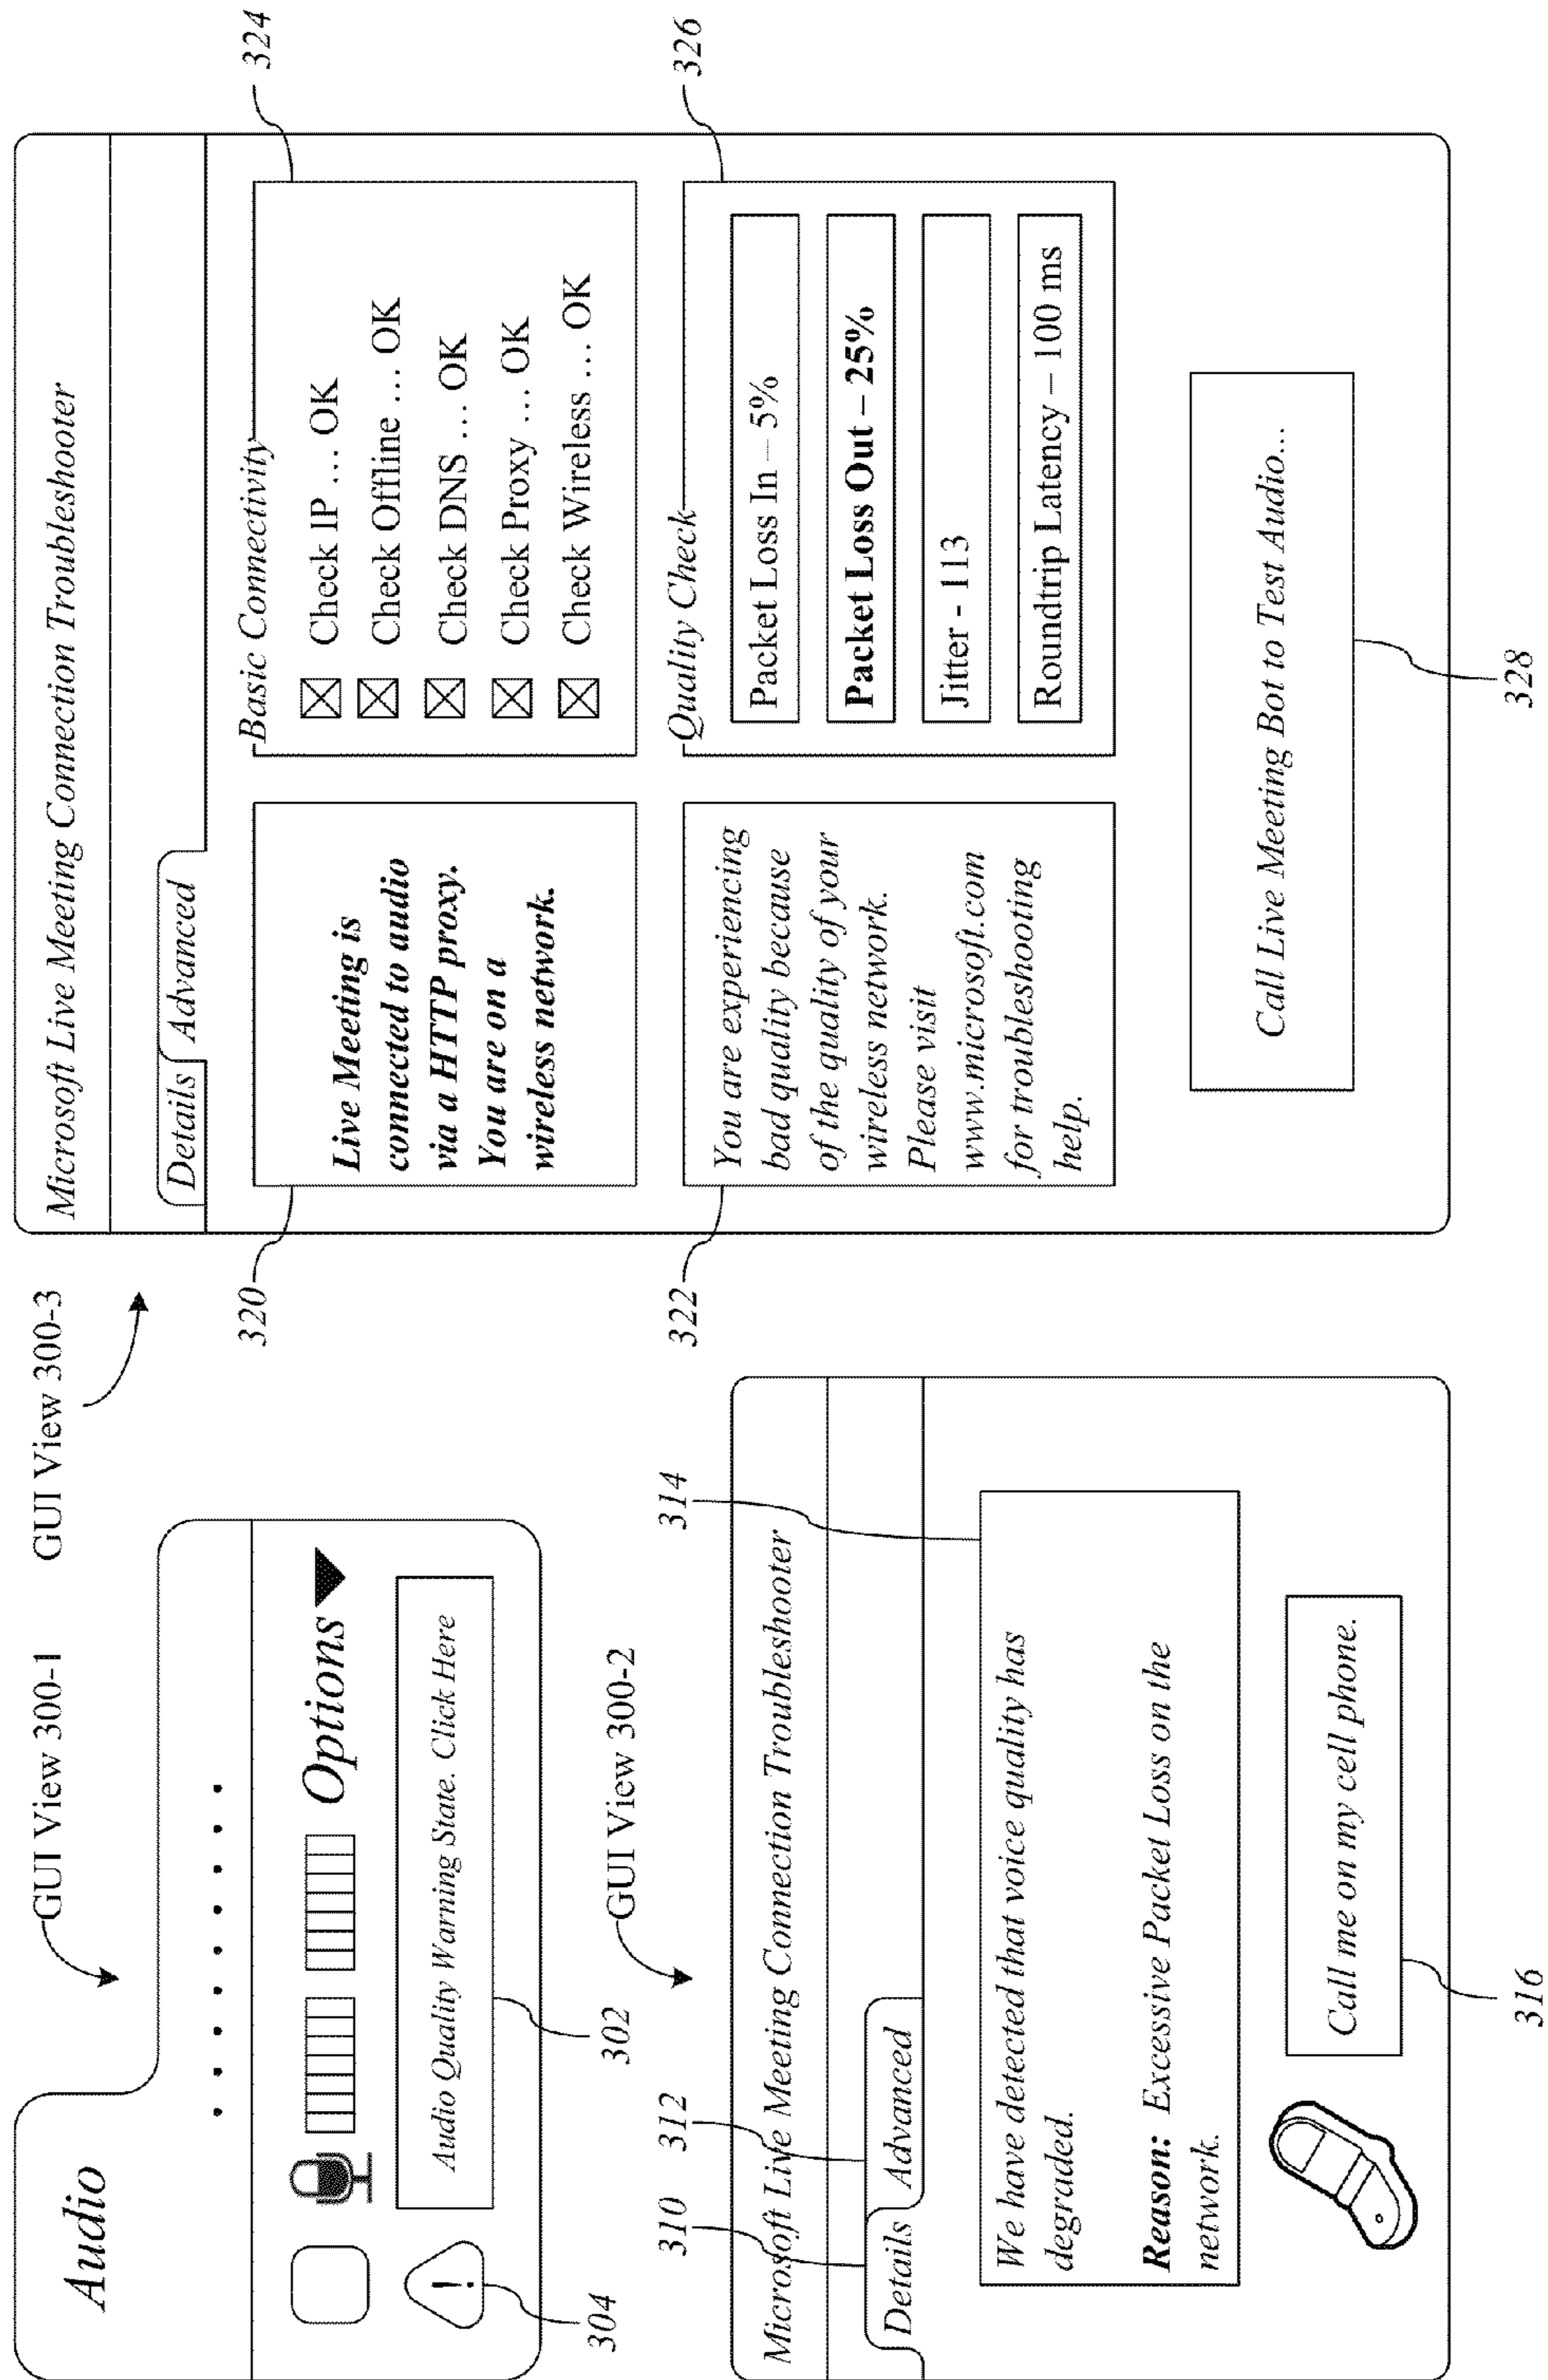 GUI View 300-1
Audio
Options
Audio Quality Warning State. Click Here
302
304
GUI View 300-2
310
312
314
Microsoft Live Meeting Connection Troubleshooter
Details
Advanced
We have detected that voice quality has
degraded.
Reason: Excessive Packet Loss on the
network.
Call me on my cell phone.
316
GUI View 300-3
Microsoft Live Meeting Connection Troubleshooter
Details
Advanced
320
Live Meeting is
connected to audio
via a HTTP proxy.
You are on a
wireless network.
Basic Connectivity
Check IP … OK
Check Offline … OK
Check DNS …. OK
Check Proxy … OK
Check Wireless … OK
324
322
You are experiencing
bad quality because
of the quality of your
wireless network.
Please visit
www.microsoft.com
for troubleshooting
help.
Quality Check
Packet Loss In – 5%
Packet Loss Out – 25%
Jitter - 113
Roundtrip Latency – 100 ms
326
Call Live Meeting Bot to Test Audio...
328